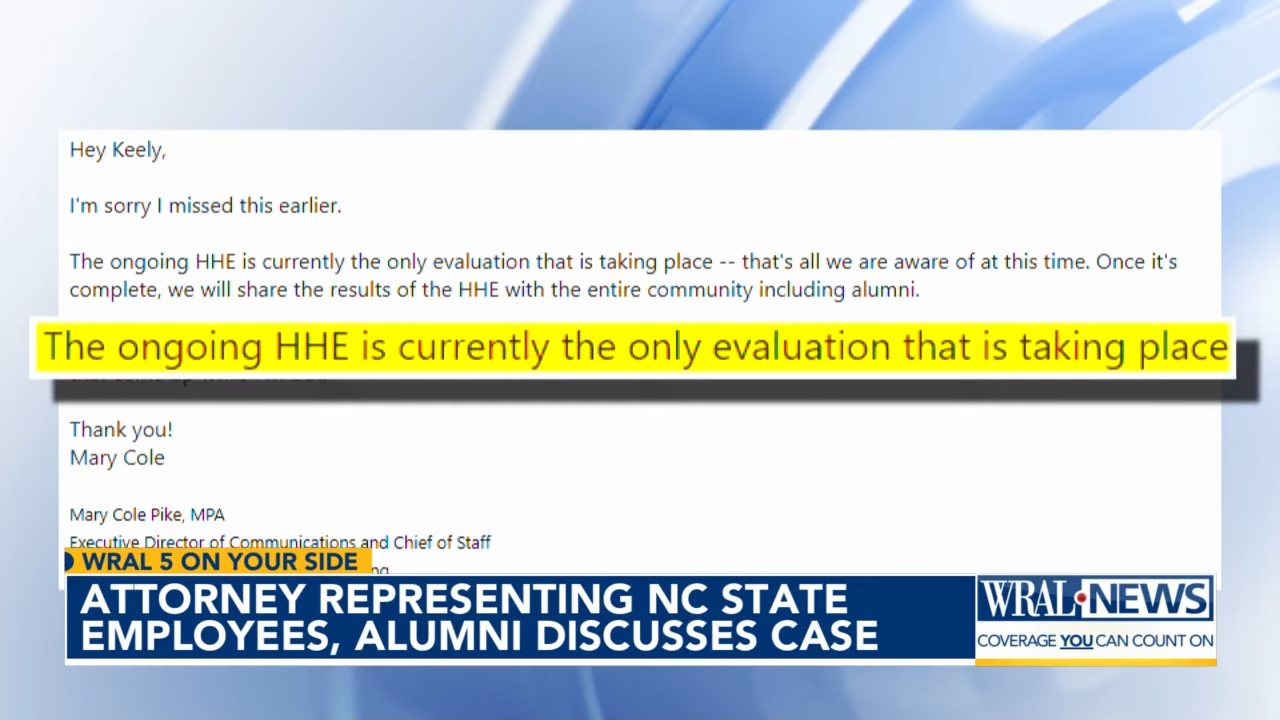 Hey Keely,
I'm sorry I missed this earlier.
The ongoing HHE is currently the only evaluation that is taking place -- that's all we are aware of at this time. Once it's
complete, we will share the results of the HHE with the entire community including alumni.
The ongoing HHE is currently the only evaluation that is taking place
Thank you!
Mary Cole
Mary Cole Pike, MPA
Executive Director of Communications and Chief of Staff
WRAL 5 ON YOUR SIDE
ATTORNEY REPRESENTING NC STATE
EMPLOYEES, ALUMNI DISCUSSES CASE
WRAL NEWS
COVERAGE YOU CAN COUNT ON